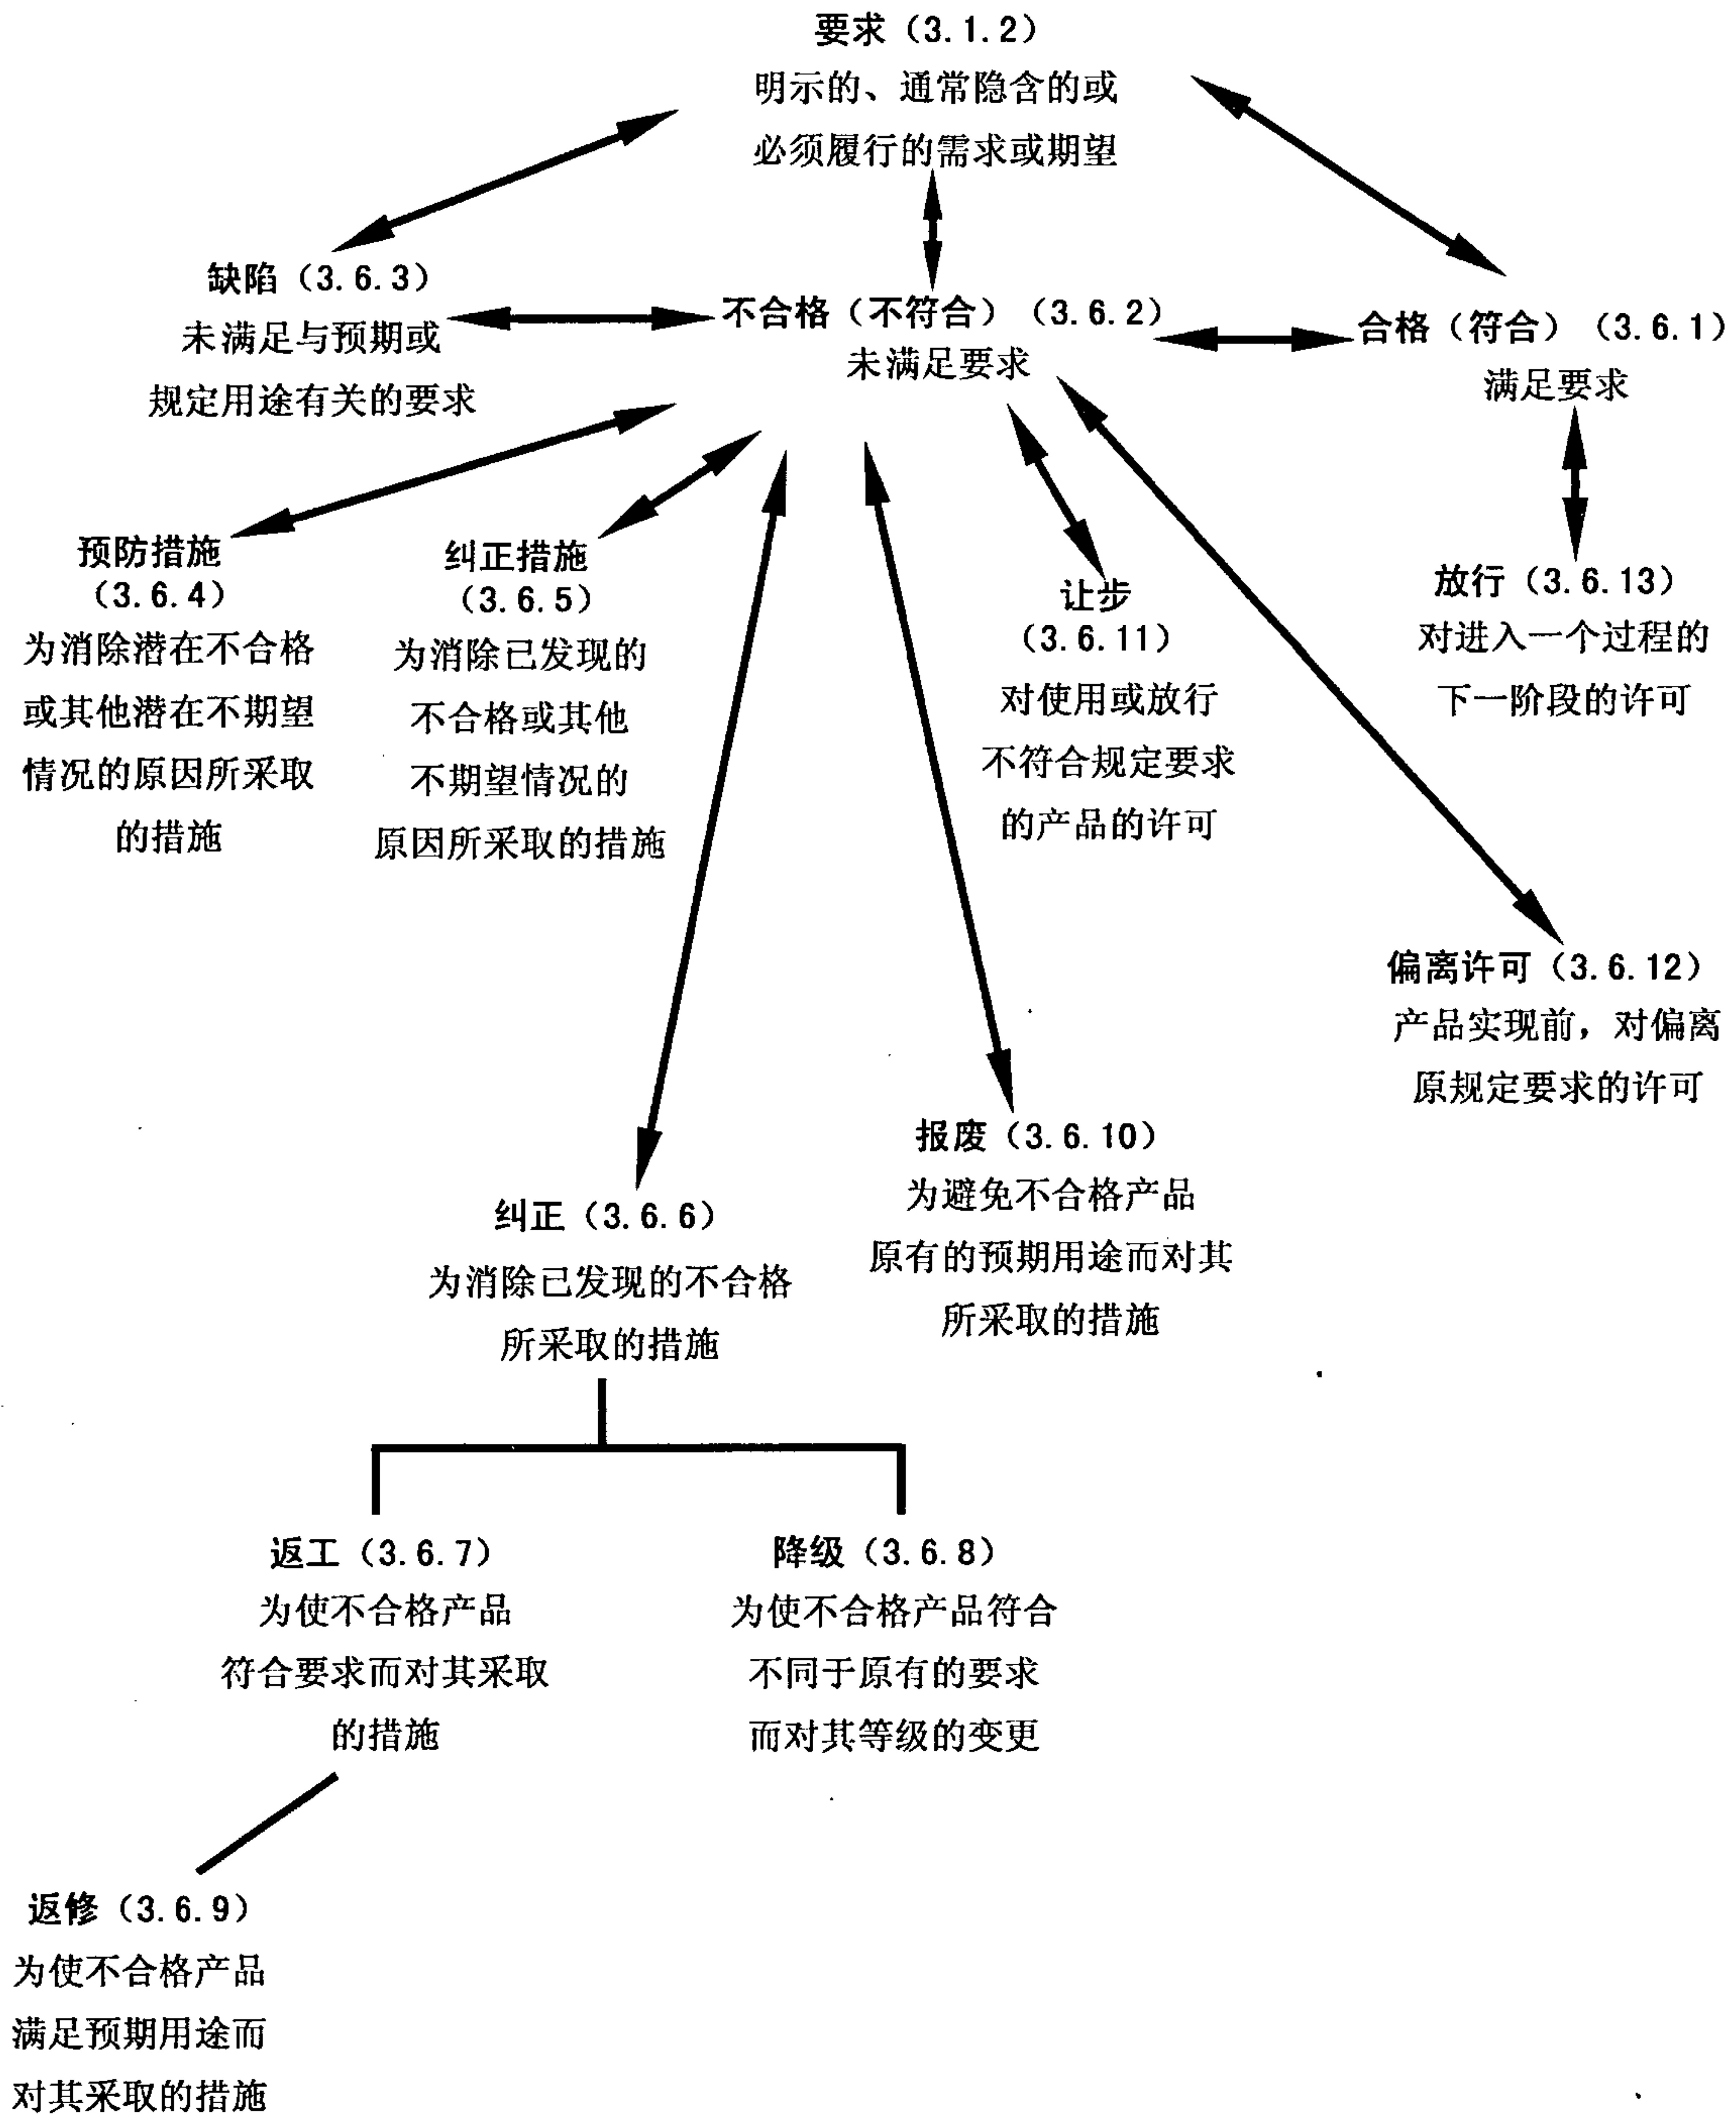 要求（3.1.2）
明示的、通常隐含的或
必须履行的需求或期望
缺陷（3.6.3）
未满足与预期或
规定用途有关的要求
不合格（不符合）（3.6.2）
未满足要求
合格（符合）（3.6.1）
满足要求
预防措施
（3.6.4）
为消除潜在不合格
或其他潜在不期望
情况的原因所采取
的措施
纠正措施
（3.6.5）
为消除已发现的
不合格或其他
不期望情况的
原因所采取的措施
让步
（3.6.11）
对使用或放行
不符合规定要求
的产品的许可
放行（3.6.13）
对进入一个过程的
下一阶段的许可
偏离许可（3.6.12）
产品实现前，对偏离
原规定要求的许可
报废（3.6.10）
为避免不合格产品
原有的预期用途而对其
所采取的措施
纠正（3.6.6）
为消除已发现的不合格
所采取的措施
返工（3.6.7）
为使不合格产品
符合要求而对其采取
的措施
降级（3.6.8）
为使不合格产品符合
不同于原有的要求
而对其等级的变更
返修（3.6.9）
为使不合格产品
满足预期用途而
对其采取的措施